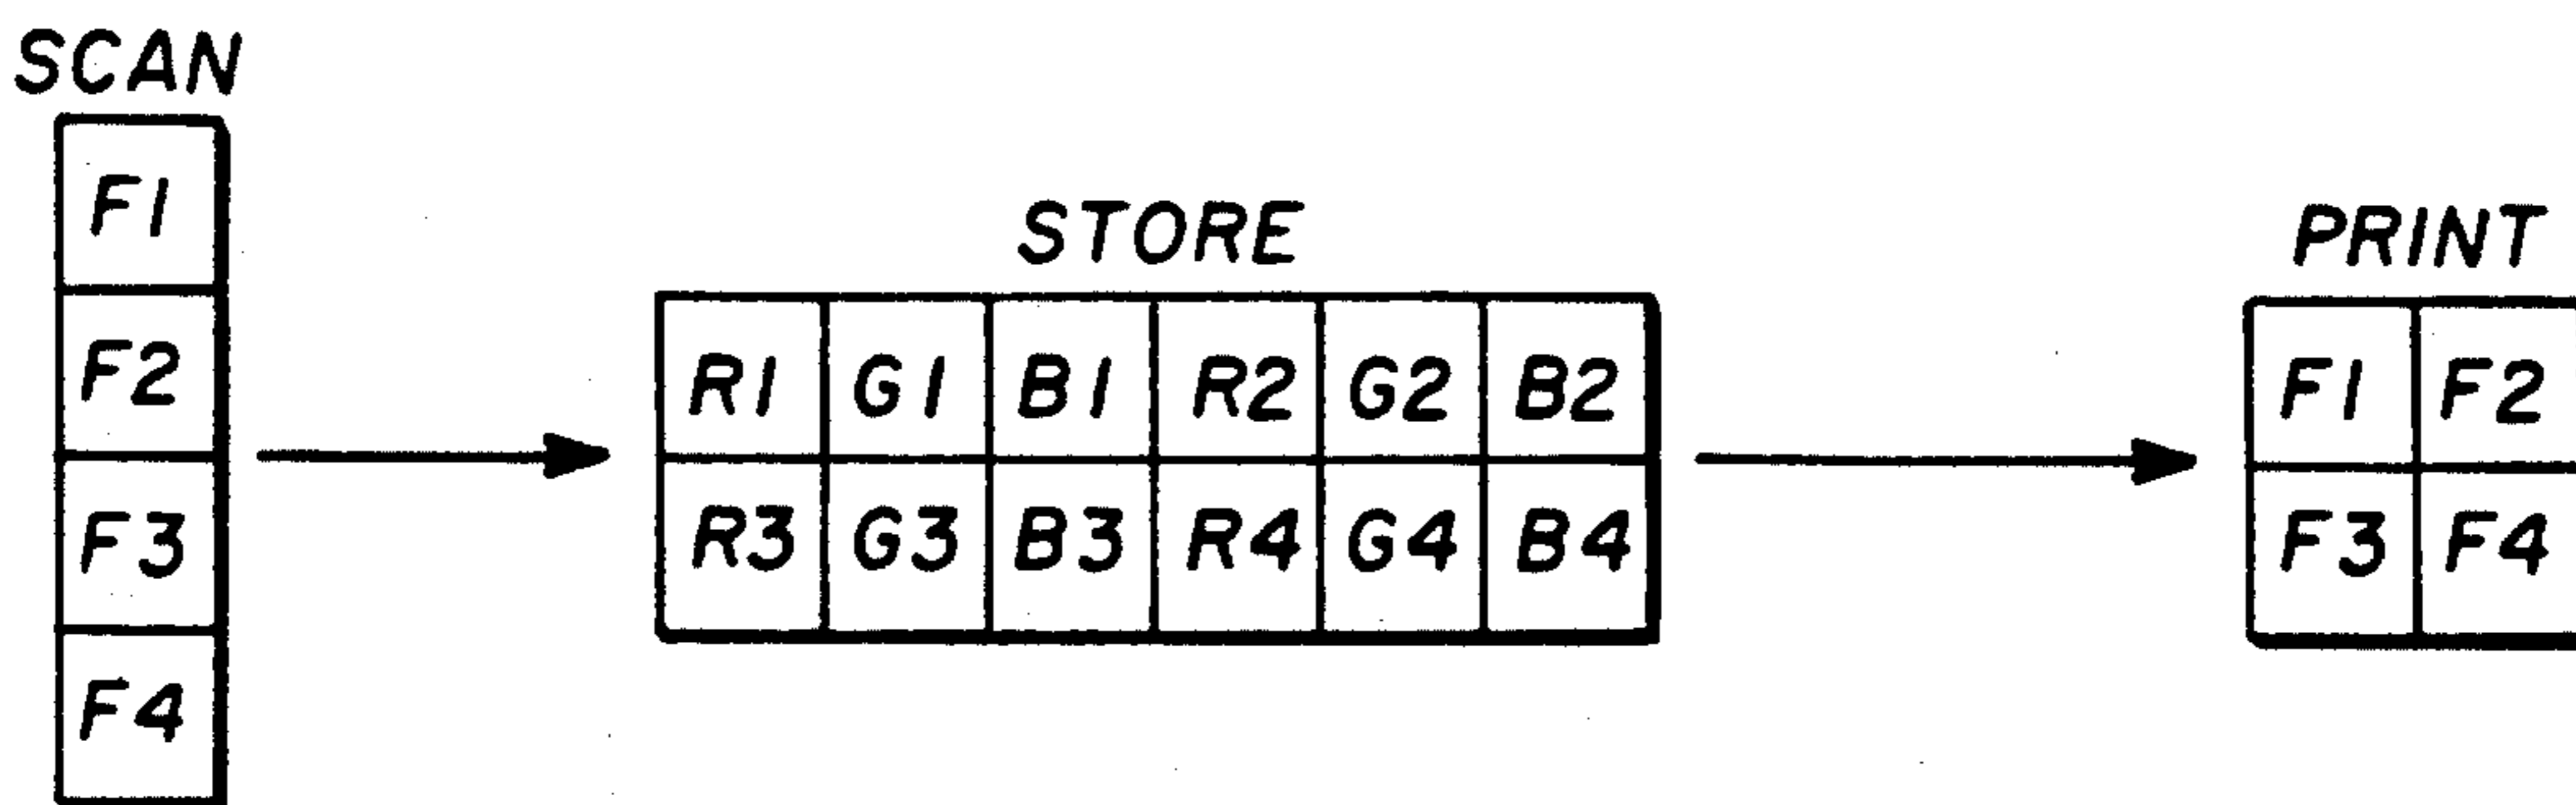 SCAN
F1
F2
F3
F4
STORE
R1 G1 B1 R2 G2 B2
R3 G3 B3 R4 G4 B4
PRINT
F1 F2
F3 F4